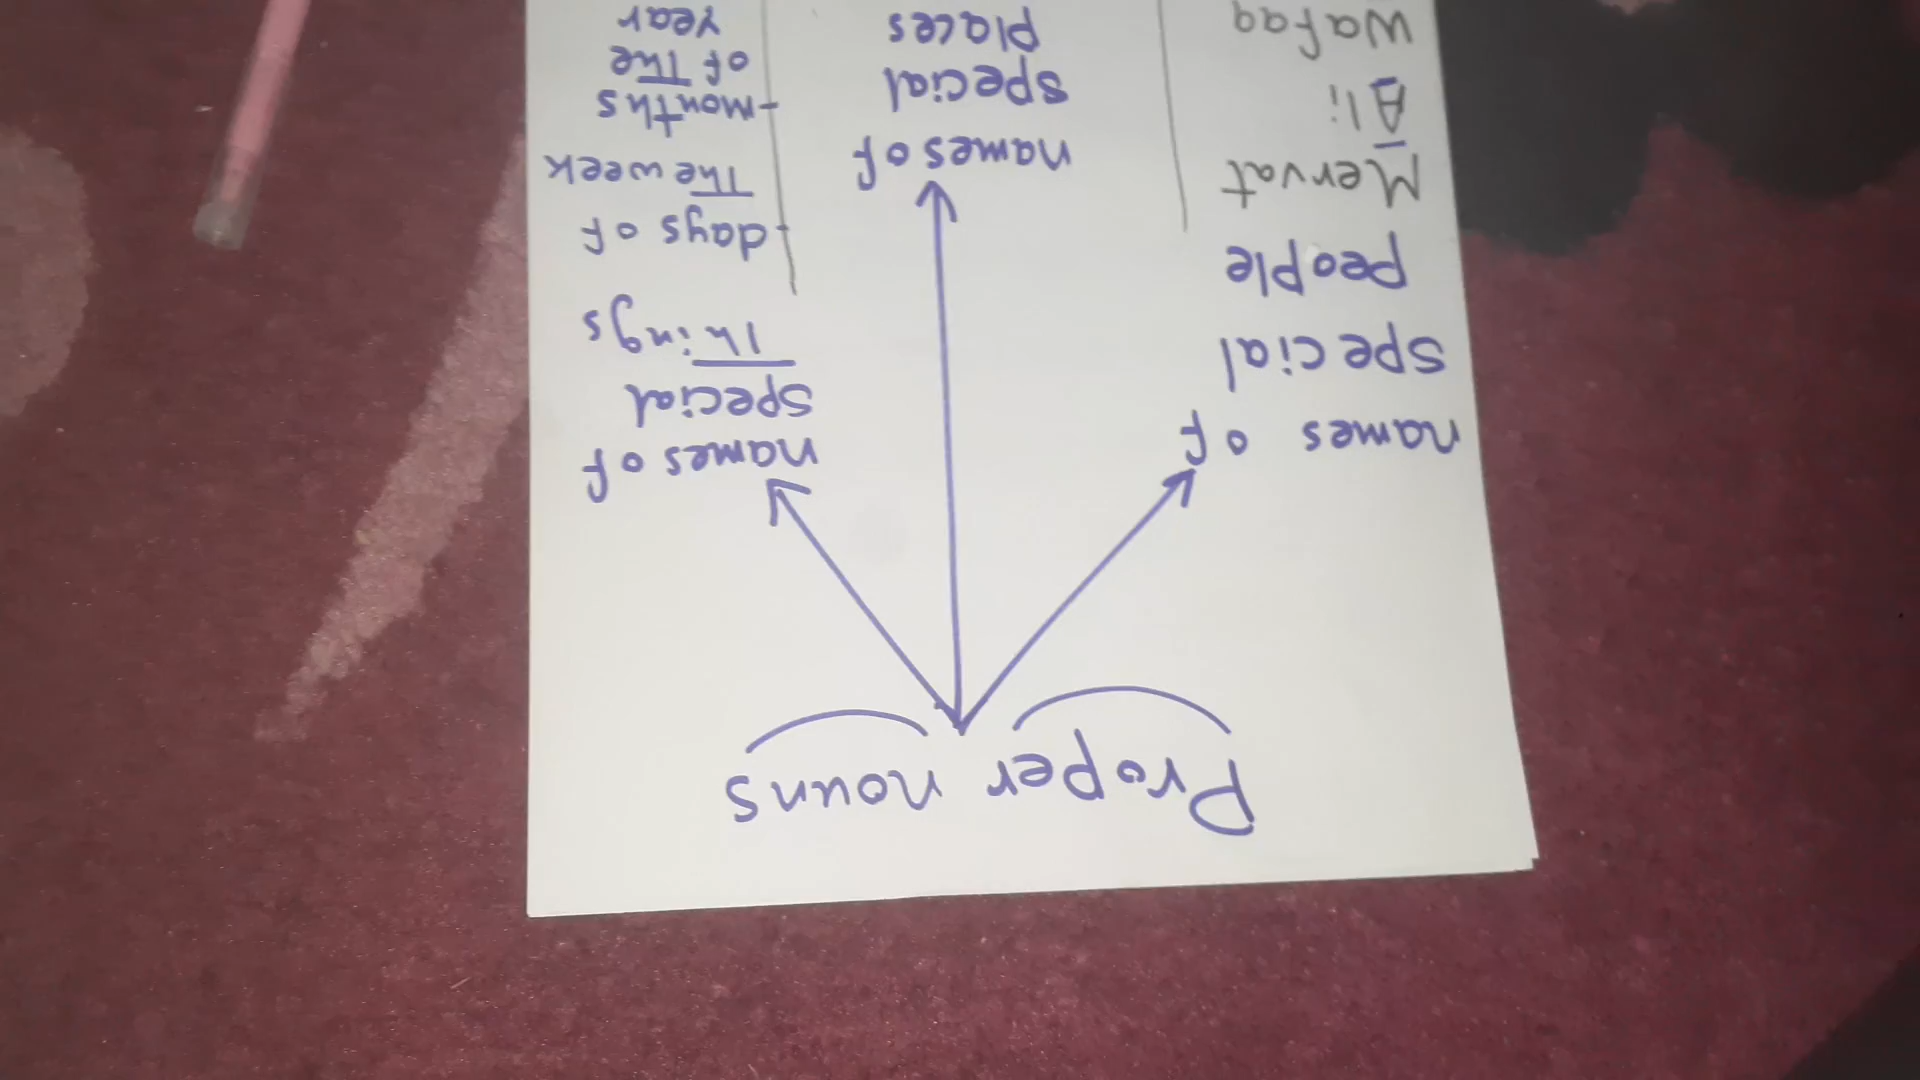 Proper nouns
names of
special
people
Mervat
Ali
Wafaa
names of
special
places
names of
special
Things
-days of
The week
-months
of The
year